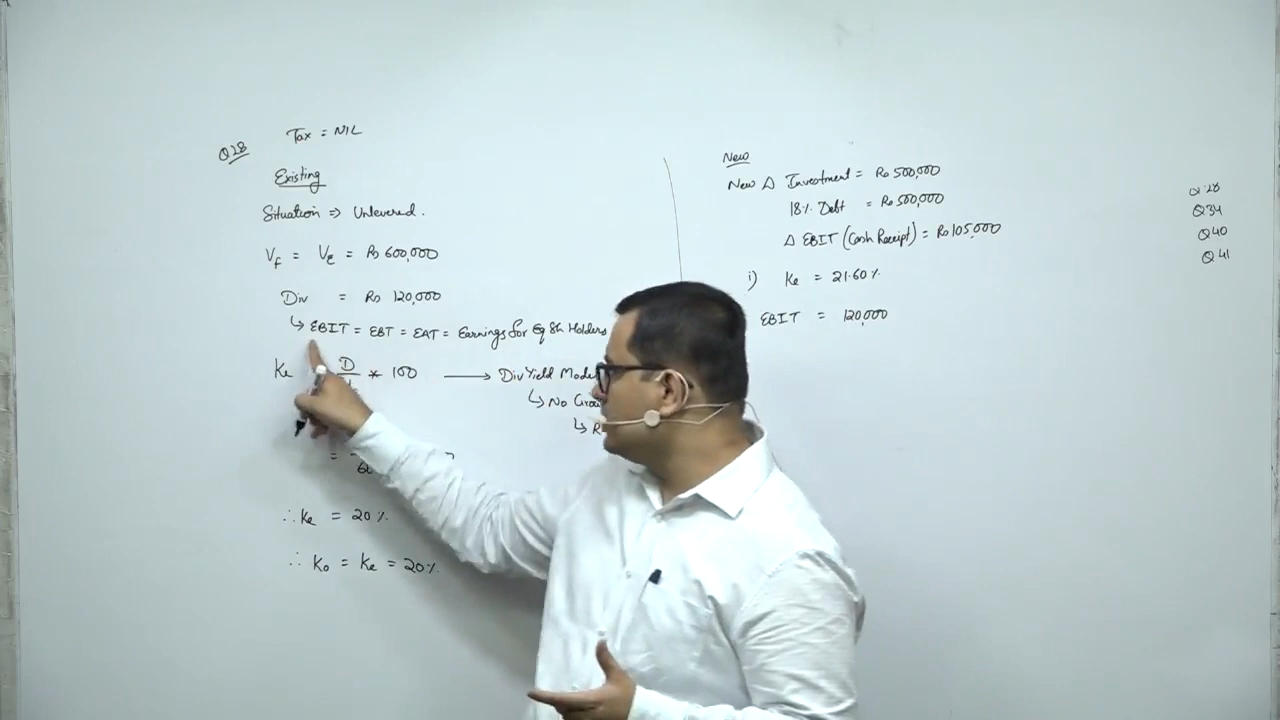 Q28
Tax = NIL
Existing
Situation => Unlevered.
Vf = VE = Rs 600,000
Div = Rs 120,000
↳ EBIT = EBT = EAT = Earnings for Eq Sh Holders
Ke D * 100 → Div Yield Model
↳ No
↳ R
=
∴ Ke = 20%
∴ Ko = Ke = 20%
New
New Δ Investment = Rs 500,000
18% Debt = Rs 500,000
Δ EBIT (Cash Receipt) = Rs 105,000
i) Ke = 21.60%
EBIT = 120,000
Q.28
Q34
Q40
Q41